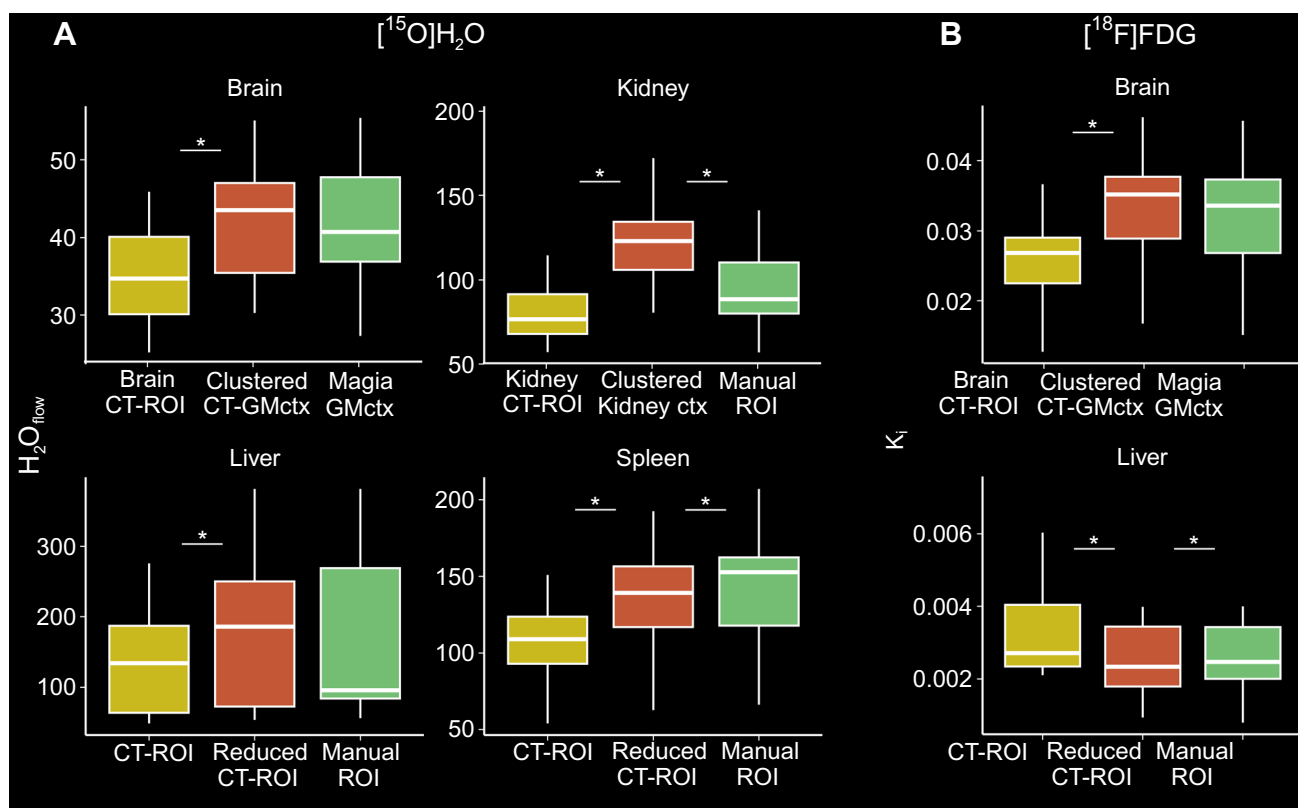 A
[¹⁵O]H₂O
B
[¹⁸F]FDG
Brain
50
40
30
*
Brain
CT-ROI
Clustered
CT-GMctx
Magia
GMctx
Kidney
200
150
100
50
*
*
Kidney
CT-ROI
Clustered
Kidney ctx
Manual
ROI
Brain
0.04
0.03
0.02
*
Brain
CT-ROI
Clustered
CT-GMctx
Magia
GMctx
H₂O_flow
Liver
300
200
100
*
CT-ROI
Reduced
CT-ROI
Manual
ROI
Spleen
200
150
100
50
*
*
CT-ROI
Reduced
CT-ROI
Manual
ROI
Kᵢ
Liver
0.006
0.004
0.002
*
*
CT-ROI
Reduced
CT-ROI
Manual
ROI